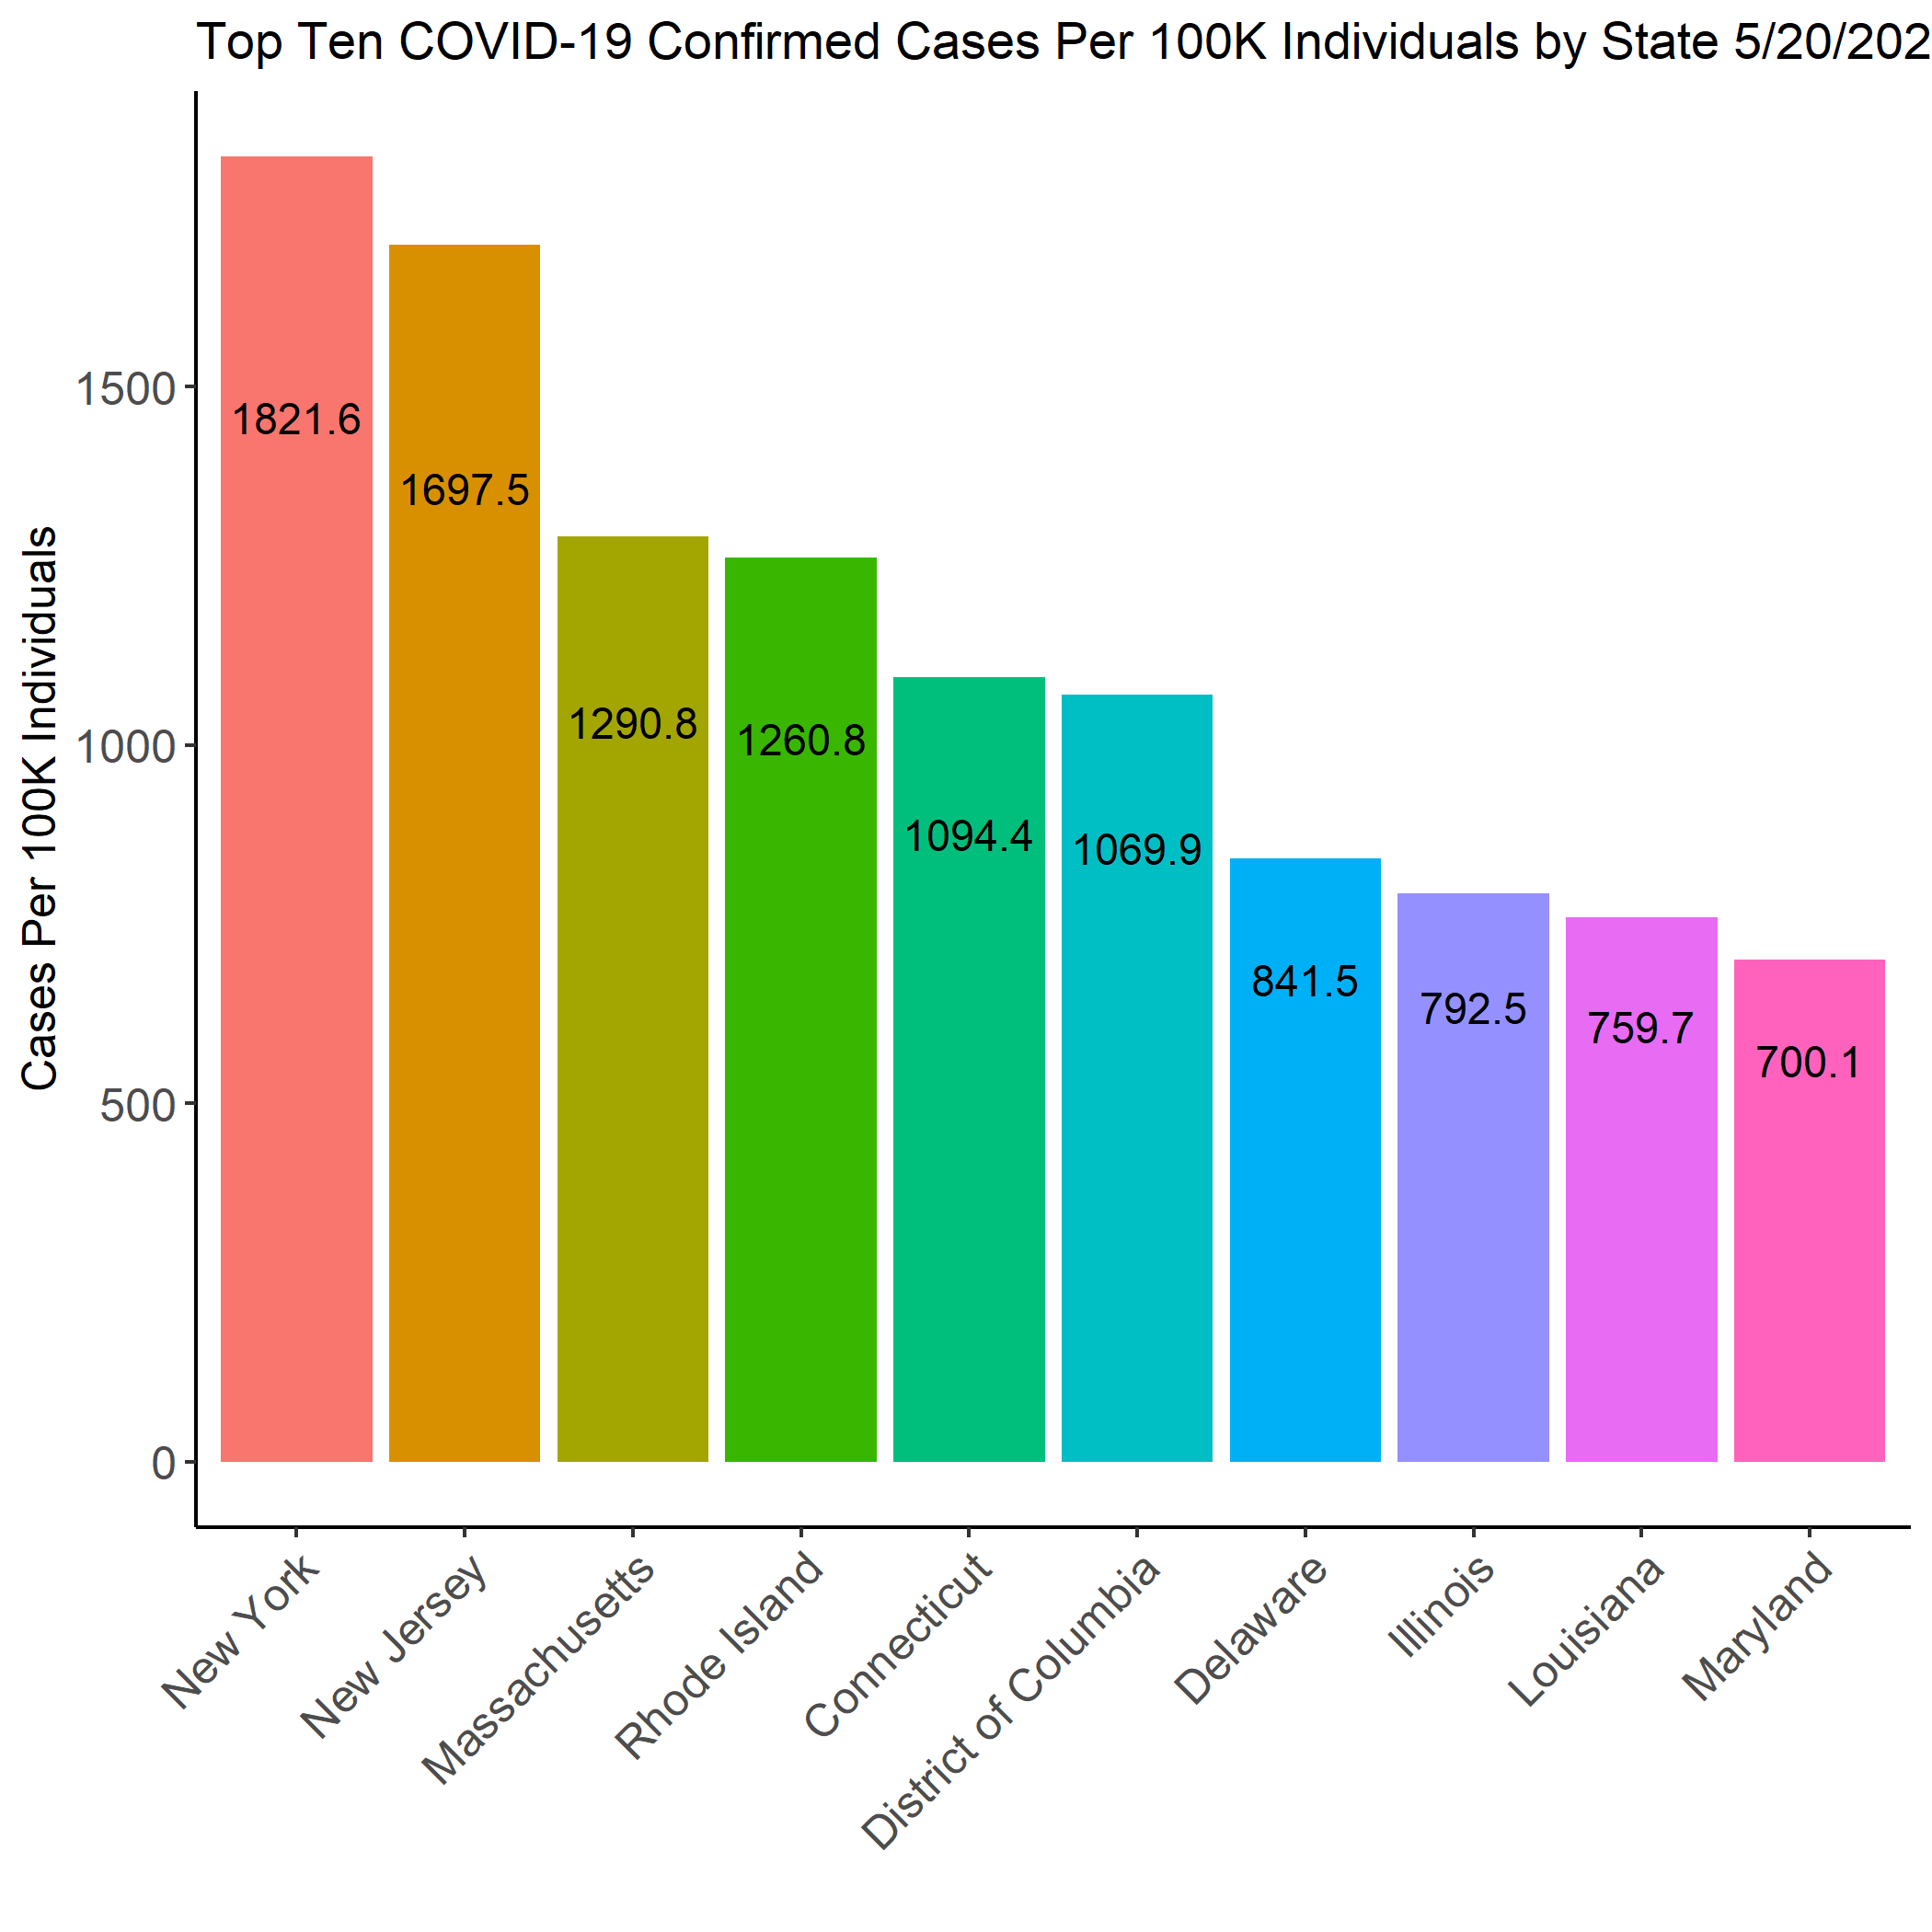 Top Ten COVID-19 Confirmed Cases Per 100K Individuals by State 5/20/202
Cases Per 100K Individuals
1500
1000
500
0
1821.6
1697.5
1290.8
1260.8
1094.4
1069.9
841.5
792.5
759.7
700.1
New York
New Jersey
Massachusetts
Rhode Island
Connecticut
District of Columbia
Delaware
Illinois
Louisiana
Maryland